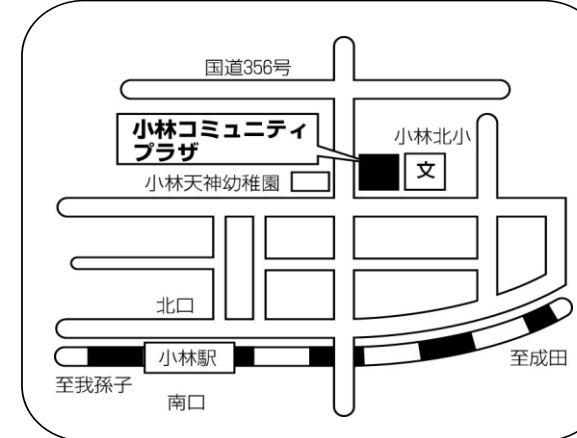 国道356号
小林コミュニティ
プラザ
小林北小
文
小林天神幼稚園
北口
小林駅
至我孫子
至成田
南口